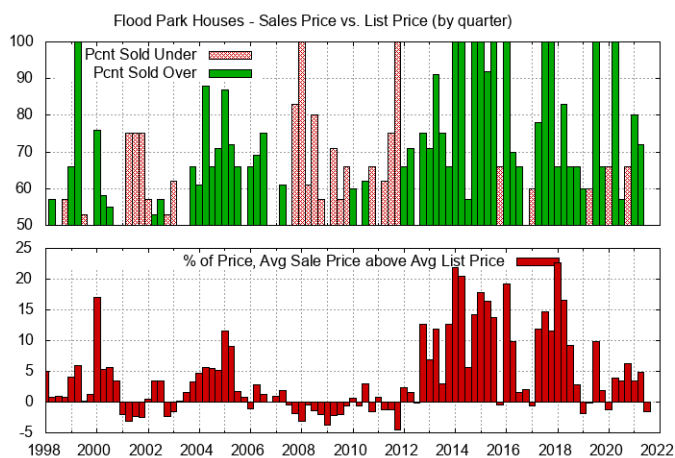 Flood Park Houses - Sales Price vs. List Price (by quarter)
100
90
80
70
60
50
Pcnt Sold Under
Pcnt Sold Over
25
20
15
10
5
0
-5
% of Price, Avg Sale Price above Avg List Price
1998 2000 2002 2004 2006 2008 2010 2012 2014 2016 2018 2020 2022